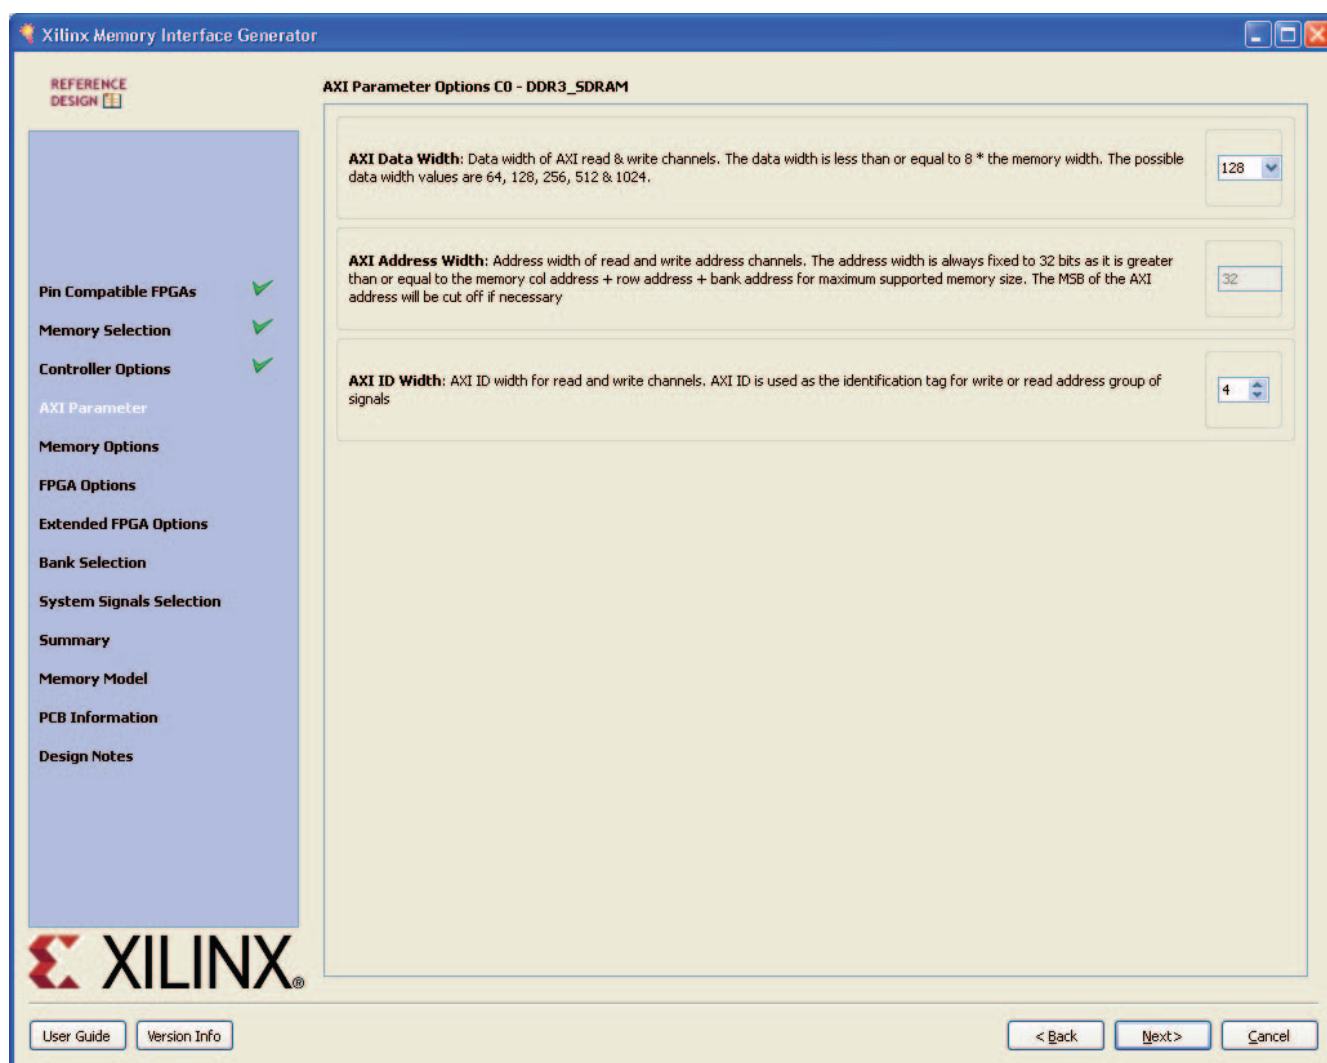 Xilinx Memory Interface Generator
REFERENCE
DESIGN
AXI Parameter Options C0 - DDR3_SDRAM
AXI Data Width: Data width of AXI read & write channels. The data width is less than or equal to 8 * the memory width. The possible
data width values are 64, 128, 256, 512 & 1024.
128
AXI Address Width: Address width of read and write address channels. The address width is always fixed to 32 bits as it is greater
than or equal to the memory col address + row address + bank address for maximum supported memory size. The MSB of the AXI
address will be cut off if necessary
32
AXI ID Width: AXI ID width for read and write channels. AXI ID is used as the identification tag for write or read address group of
signals
4
Pin Compatible FPGAs
Memory Selection
Controller Options
AXI Parameter
Memory Options
FPGA Options
Extended FPGA Options
Bank Selection
System Signals Selection
Summary
Memory Model
PCB Information
Design Notes
XILINX®
User Guide
Version Info
< Back
Next>
Cancel